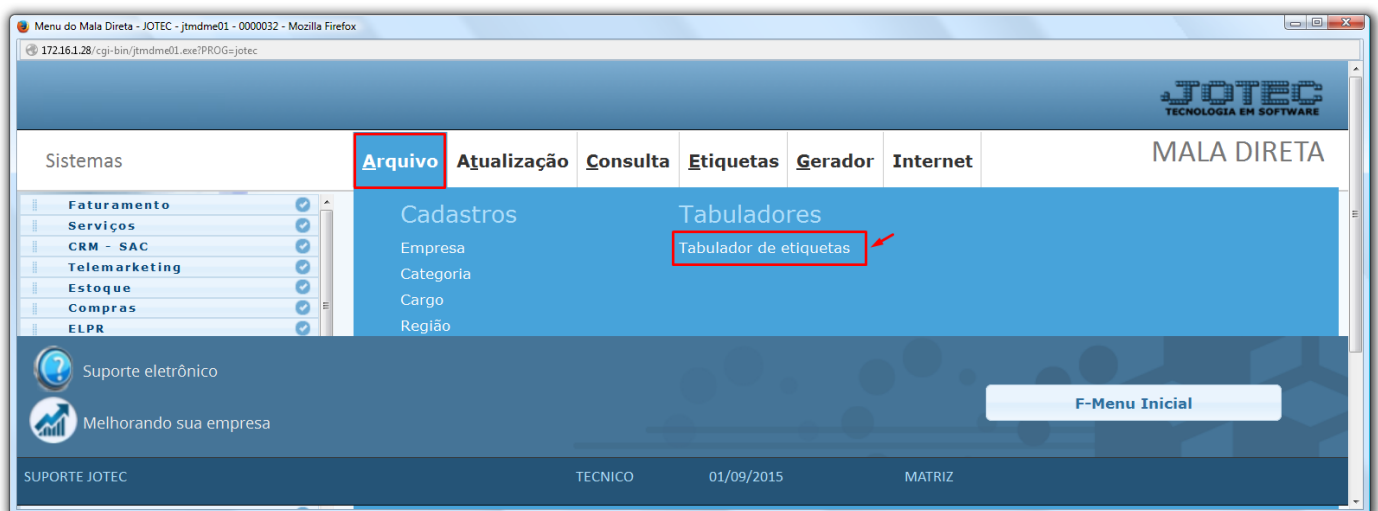 Menu do Mala Direta - JOTEC - jtmdme01 - 0000032 - Mozilla Firefox
172.16.1.28/cgi-bin/jtmdme01.exe?PROG=jotec
JOTEC
TECNOLOGIA EM SOFTWARE
Sistemas
Arquivo Atualização Consulta Etiquetas Gerador Internet
MALA DIRETA
Faturamento
Serviços
CRM - SAC
Telemarketing
Estoque
Compras
ELPR
Cadastros
Empresa
Categoria
Cargo
Região
Tabuladores
Tabulador de etiquetas
Suporte eletrônico
Melhorando sua empresa
F-Menu Inicial
SUPORTE JOTEC TECNICO 01/09/2015 MATRIZ